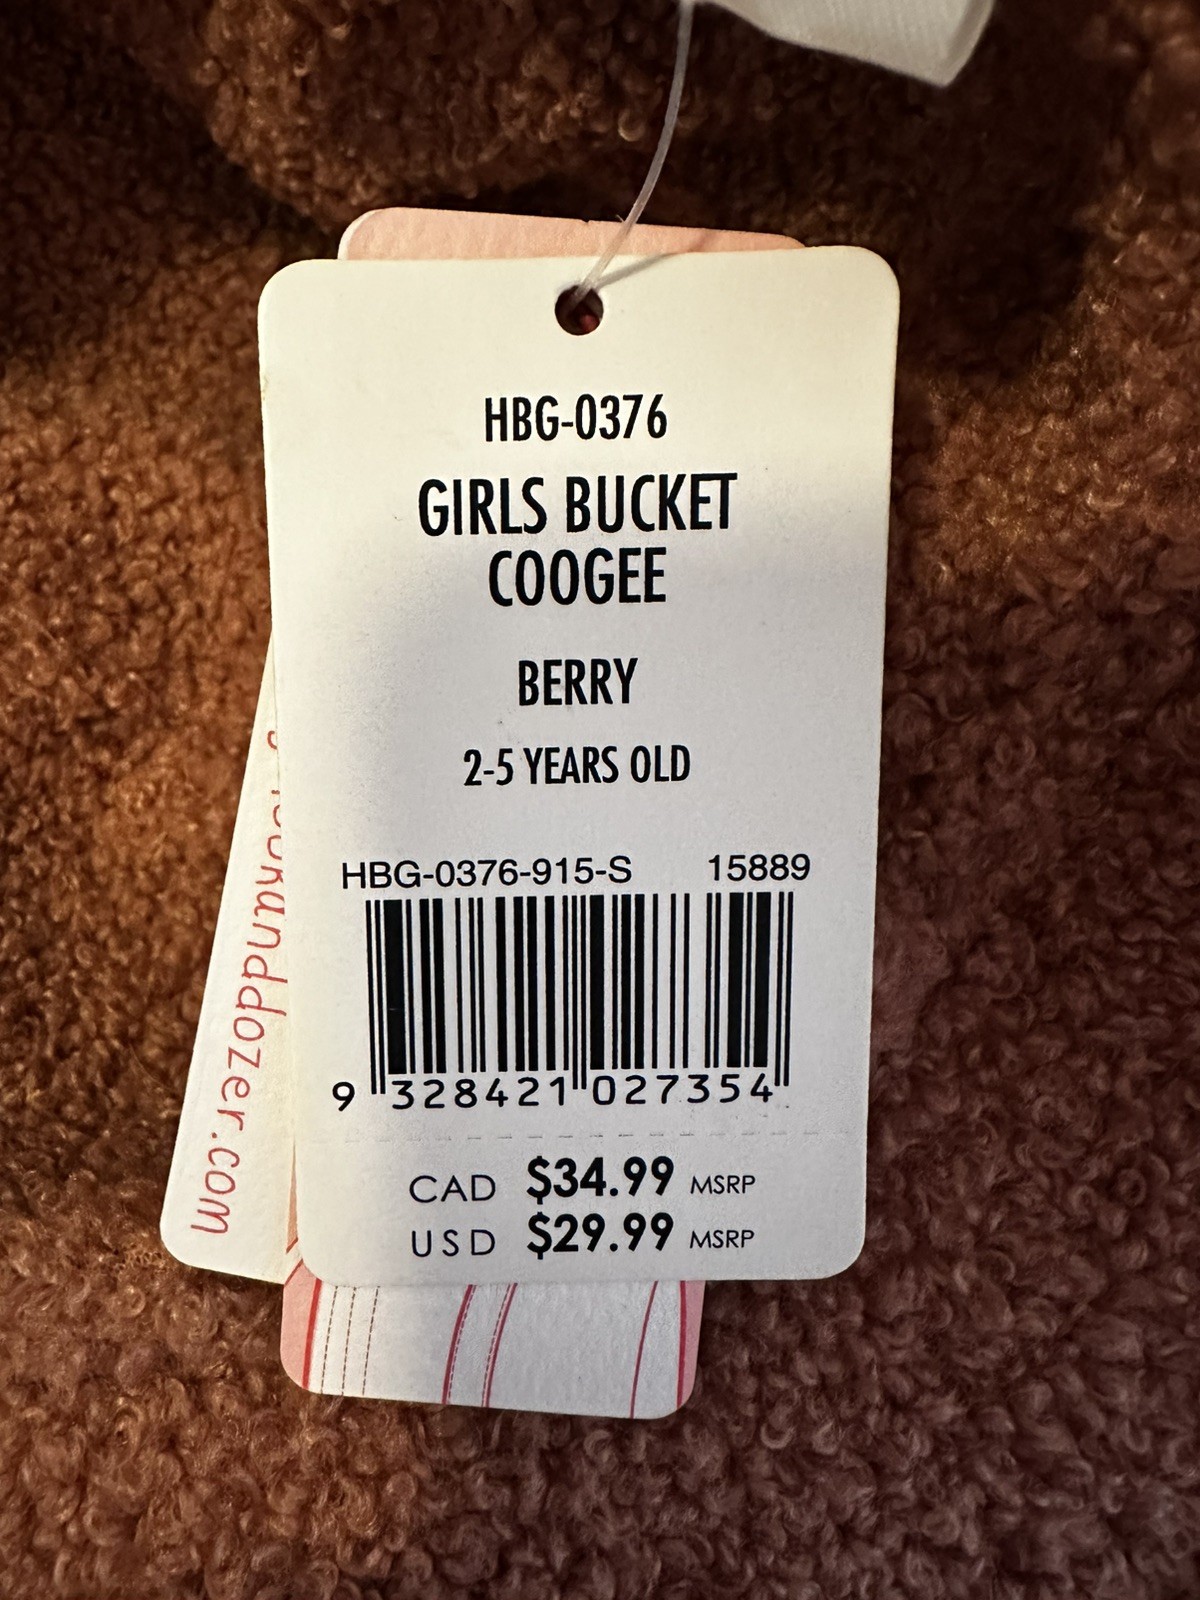 HBG-0376
GIRLS BUCKET
COOGEE
BERRY
2-5 YEARS OLD
HBG-0376-915-S 15889
9 328421 027354
CAD $34.99 MSRP
USD $29.99 MSRP